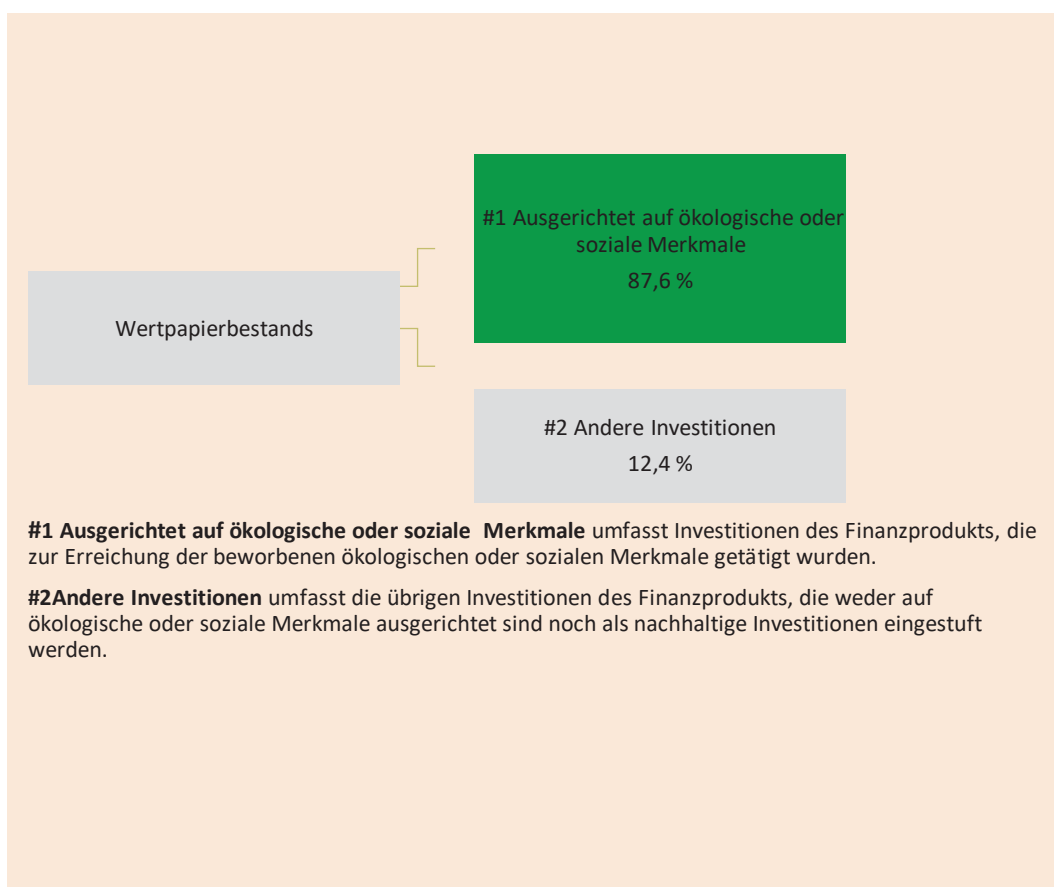 #1 Ausgerichtet auf ökologische oder
soziale Merkmale
87,6 %
Wertpapierbestands
#2 Andere Investitionen
12,4 %
#1 Ausgerichtet auf ökologische oder soziale  Merkmale umfasst Investitionen des Finanzprodukts, die
zur Erreichung der beworbenen ökologischen oder sozialen Merkmale getätigt wurden.
#2Andere Investitionen umfasst die übrigen Investitionen des Finanzprodukts, die weder auf
ökologische oder soziale Merkmale ausgerichtet sind noch als nachhaltige Investitionen eingestuft
werden.